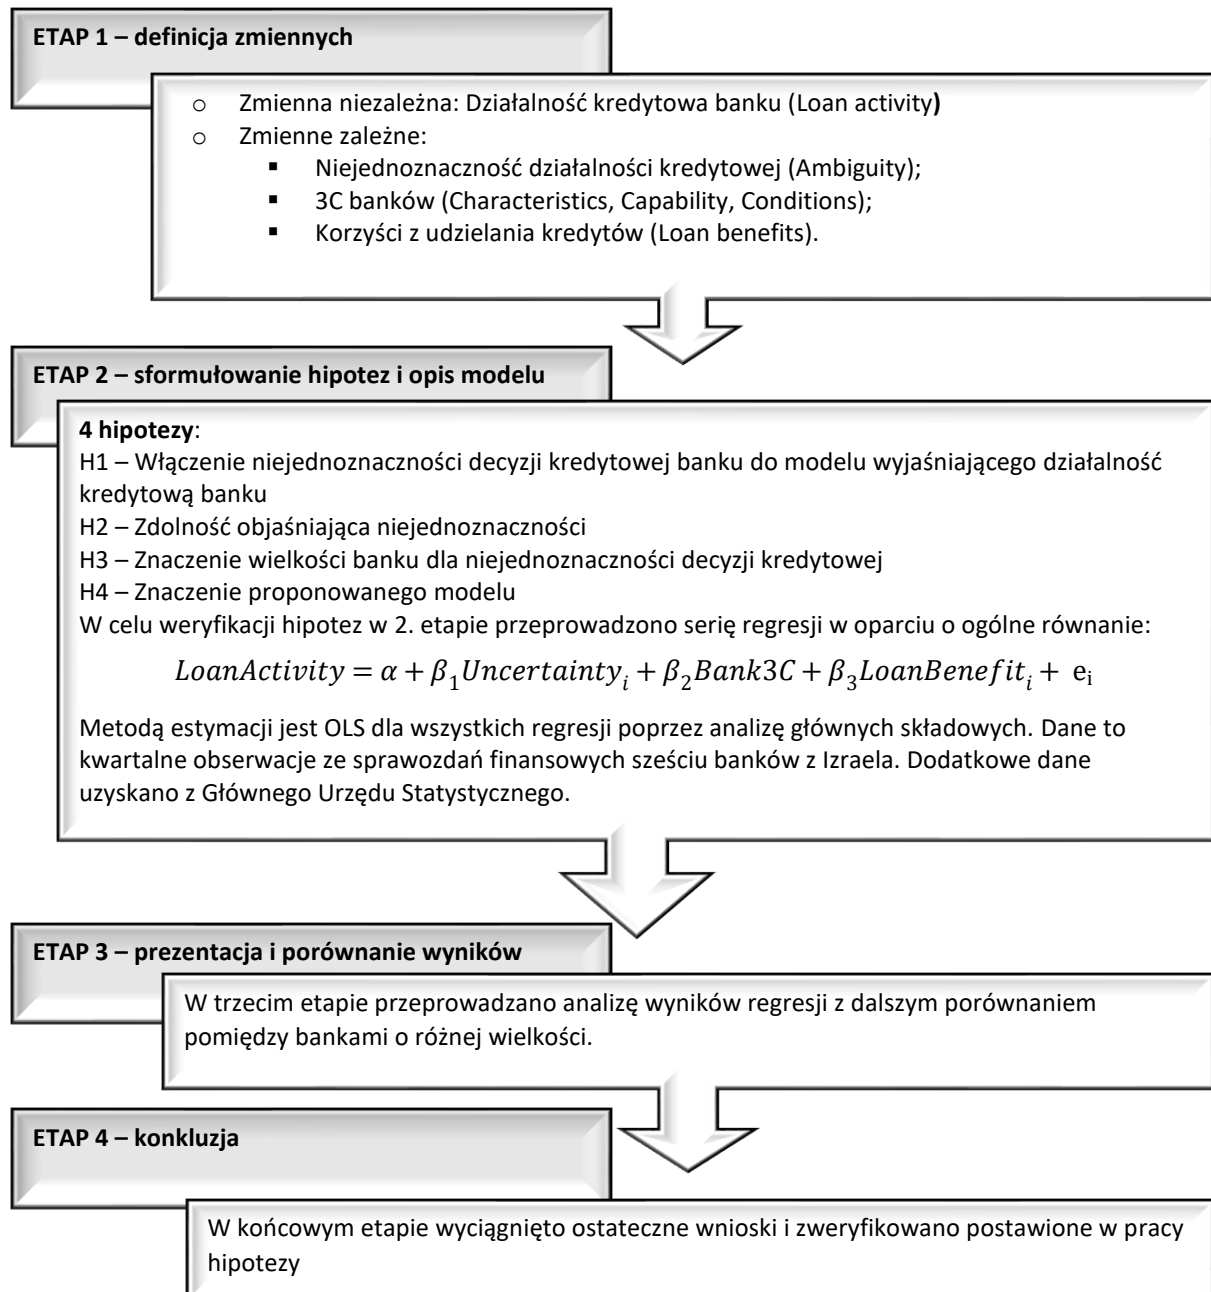 ETAP 1 – definicja zmiennych
o Zmienna niezależna: Działalność kredytowa banku (Loan activity)
o Zmienne zależne:
▪ Niejednoznaczność działalności kredytowej (Ambiguity);
▪ 3C banków (Characteristics, Capability, Conditions);
▪ Korzyści z udzielania kredytów (Loan benefits).
ETAP 2 – sformułowanie hipotez i opis modelu
4 hipotezy:
H1 – Włączenie niejednoznaczności decyzji kredytowej banku do modelu wyjaśniającego działalność
kredytową banku
H2 – Zdolność objaśniająca niejednoznaczności
H3 – Znaczenie wielkości banku dla niejednoznaczności decyzji kredytowej
H4 – Znaczenie proponowanego modelu
W celu weryfikacji hipotez w 2. etapie przeprowadzono serię regresji w oparciu o ogólne równanie:
LoanActivity = α + β₁Uncertaintyᵢ + β₂Bank3C + β₃LoanBenefitᵢ + eᵢ
Metodą estymacji jest OLS dla wszystkich regresji poprzez analizę głównych składowych. Dane to
kwartalne obserwacje ze sprawozdań finansowych sześciu banków z Izraela. Dodatkowe dane
uzyskano z Głównego Urzędu Statystycznego.
ETAP 3 – prezentacja i porównanie wyników
W trzecim etapie przeprowadzano analizę wyników regresji z dalszym porównaniem
pomiędzy bankami o różnej wielkości.
ETAP 4 – konkluzja
W końcowym etapie wyciągnięto ostateczne wnioski i zweryfikowano postawione w pracy
hipotezy